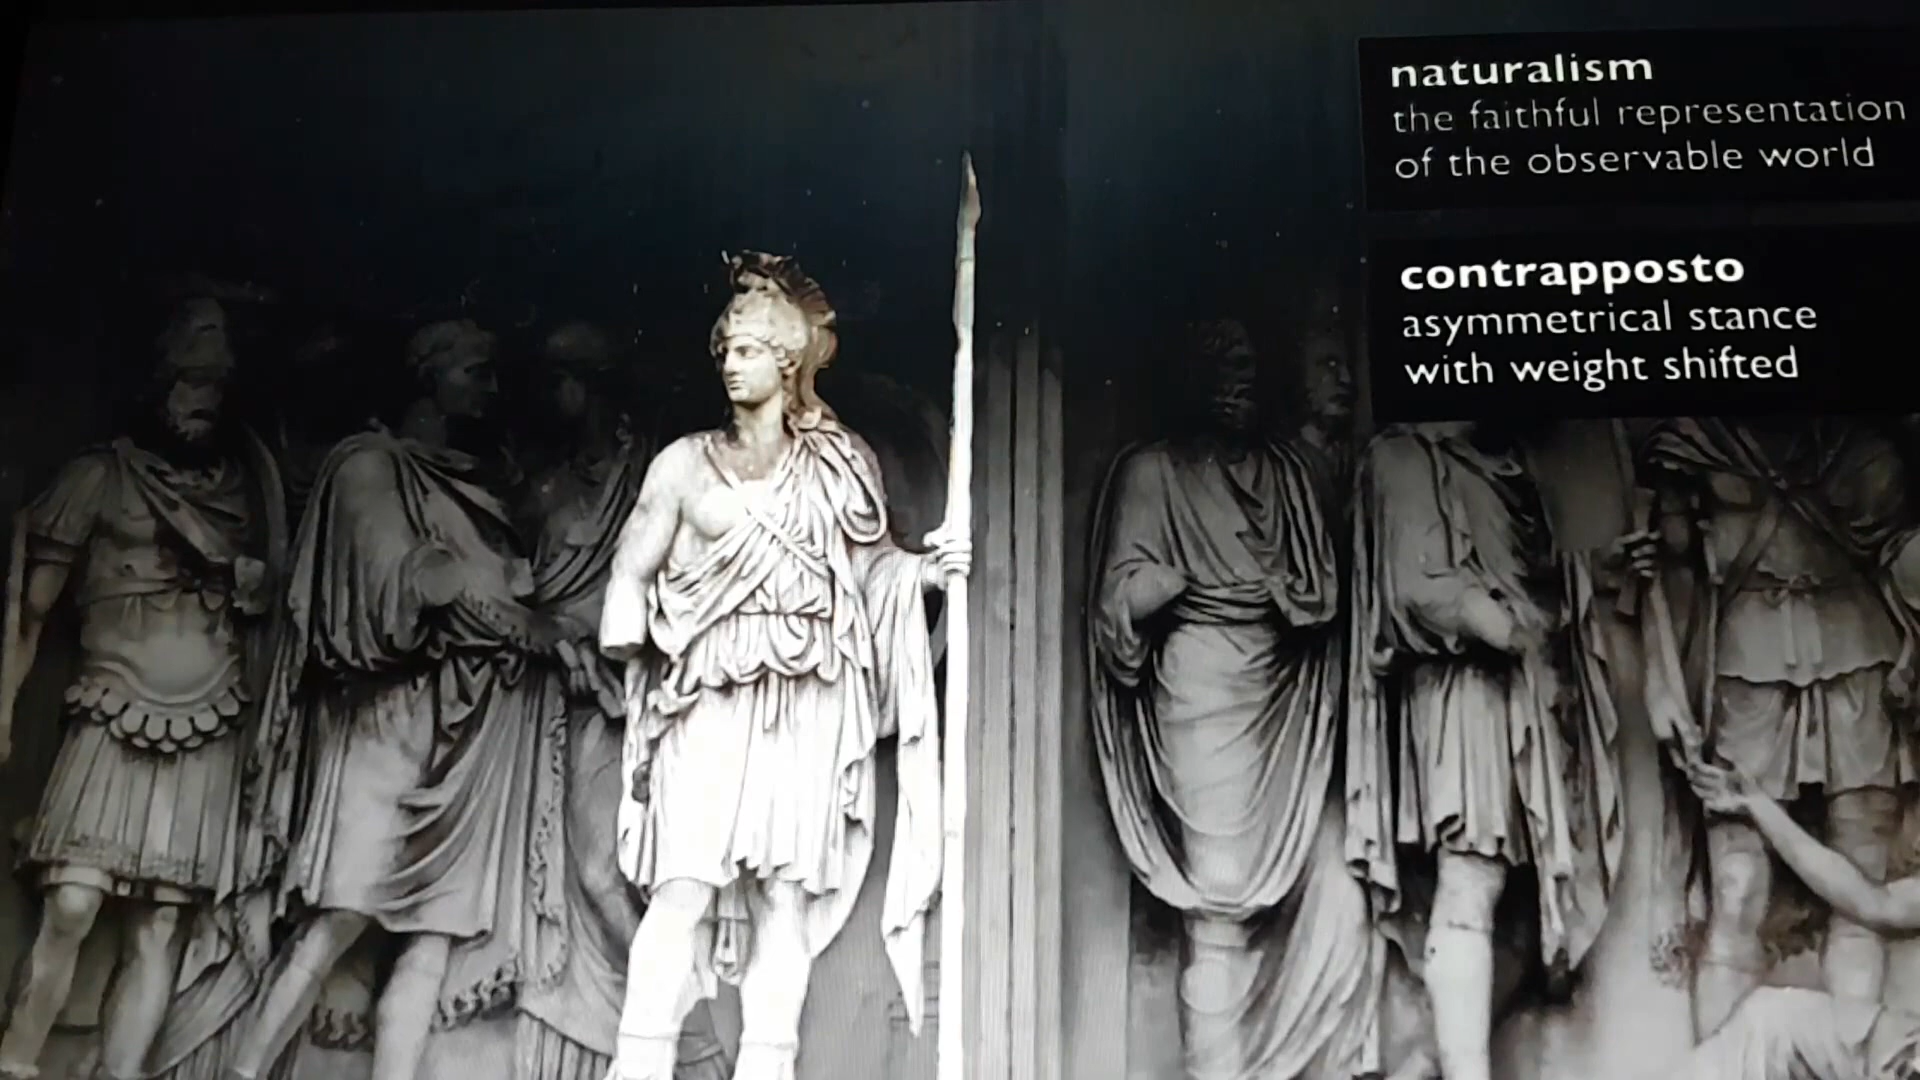 naturalism
the faithful representation
of the observable world
contrapposto
asymmetrical stance
with weight shifted